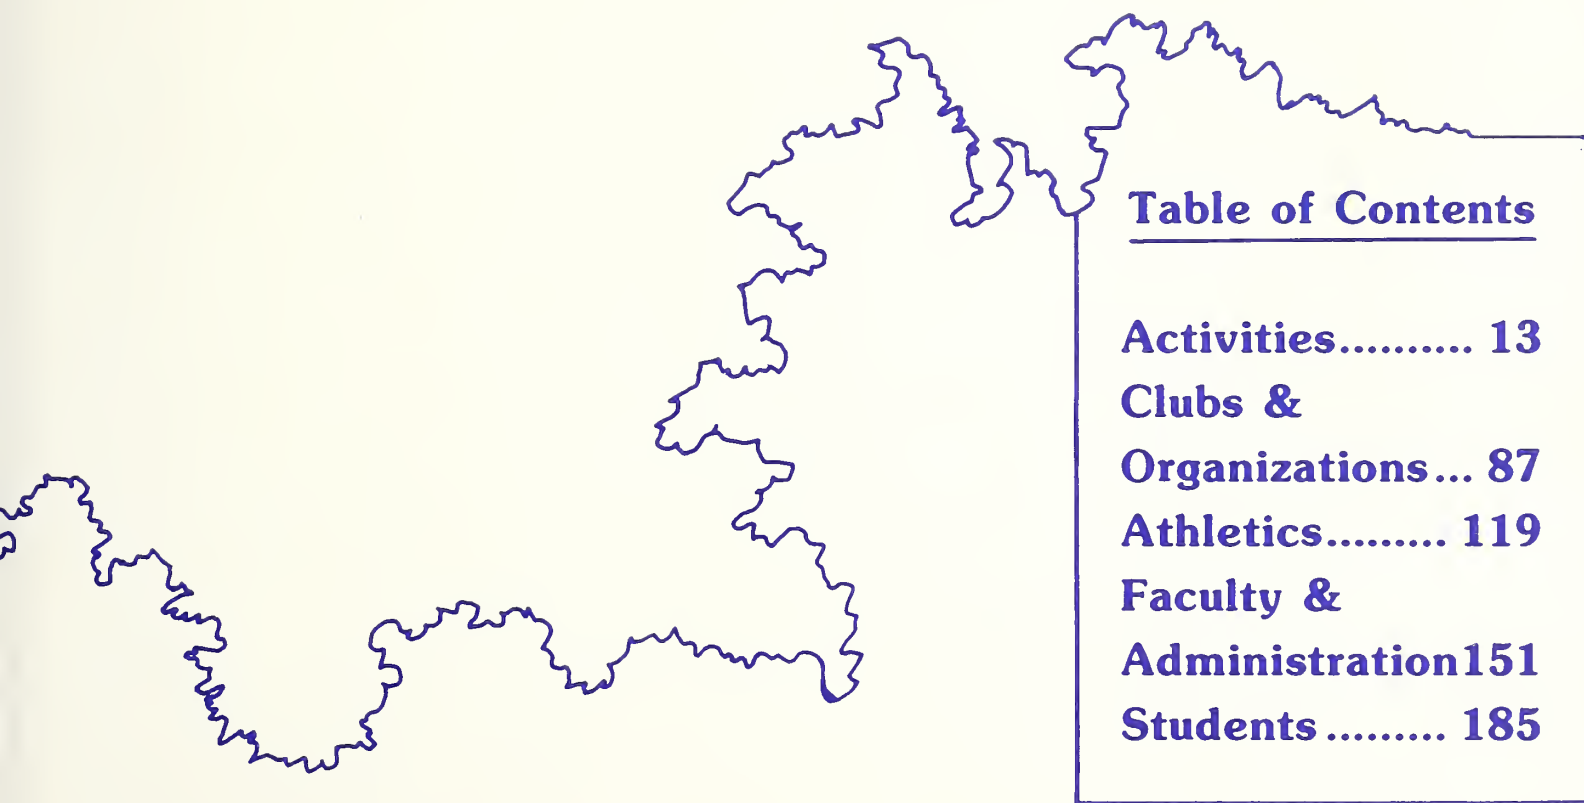 Table of Contents
Activities.......... 13
Clubs &
Organizations... 87
Athletics......... 119
Faculty &
Administration151
Students ......... 185